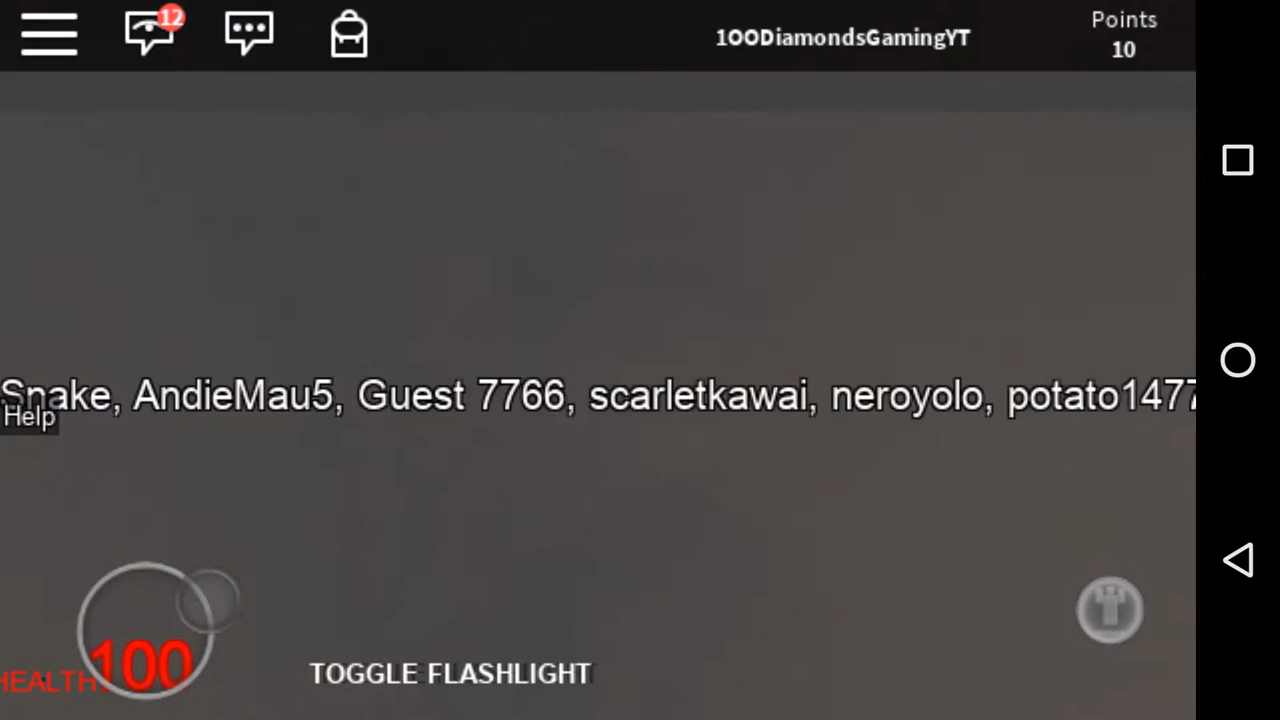 12
100DiamondsGamingYT
Points
10
Snake, AndieMau5, Guest 7766, scarletkawai, neroyolo, potato1477
Help
HEALTH: 100
TOGGLE FLASHLIGHT